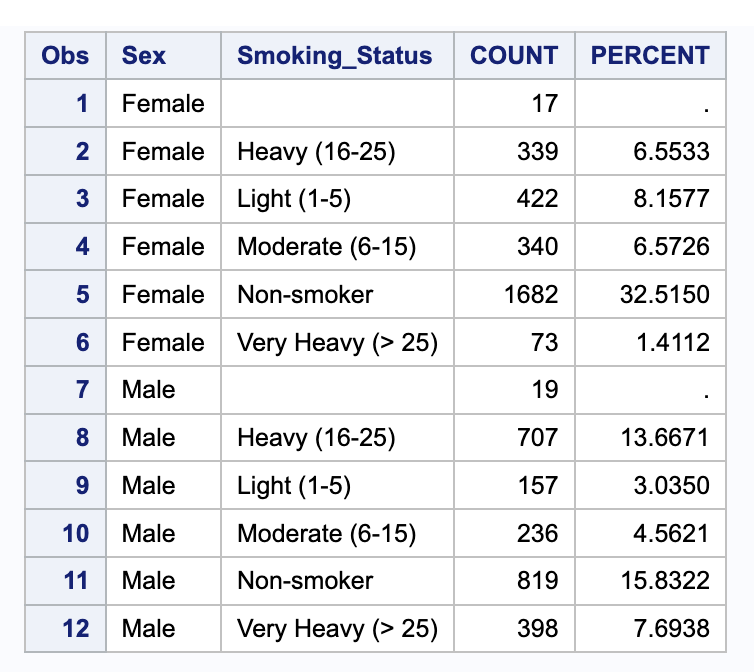 Obs Sex Smoking_Status COUNT PERCENT
1 Female 17 .
2 Female Heavy (16-25) 339 6.5533
3 Female Light (1-5) 422 8.1577
4 Female Moderate (6-15) 340 6.5726
5 Female Non-smoker 1682 32.5150
6 Female Very Heavy (> 25) 73 1.4112
7 Male 19 .
8 Male Heavy (16-25) 707 13.6671
9 Male Light (1-5) 157 3.0350
10 Male Moderate (6-15) 236 4.5621
11 Male Non-smoker 819 15.8322
12 Male Very Heavy (> 25) 398 7.6938